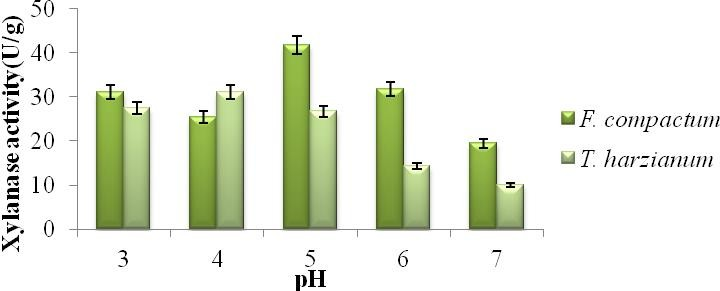 Xylanase activity(U/g)
50
40
30
20
10
0
3 4 5 6 7
pH
F. compactum
T. harzianum